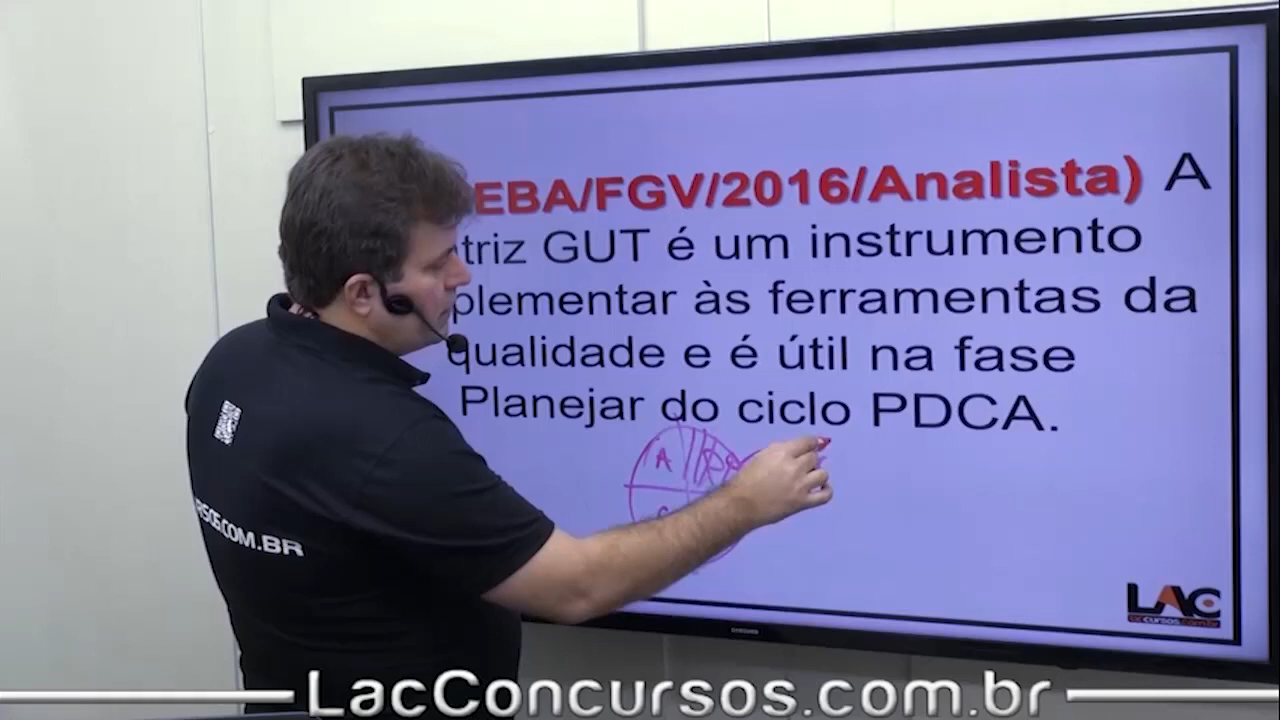 EBA/FGV/2016/Analista) A
triz GUT é um instrumento
plementar às ferramentas da
qualidade e é útil na fase
Planejar do ciclo PDCA.
A
C
LAC
RSOS.COM.BR
LacConcursos.com.br